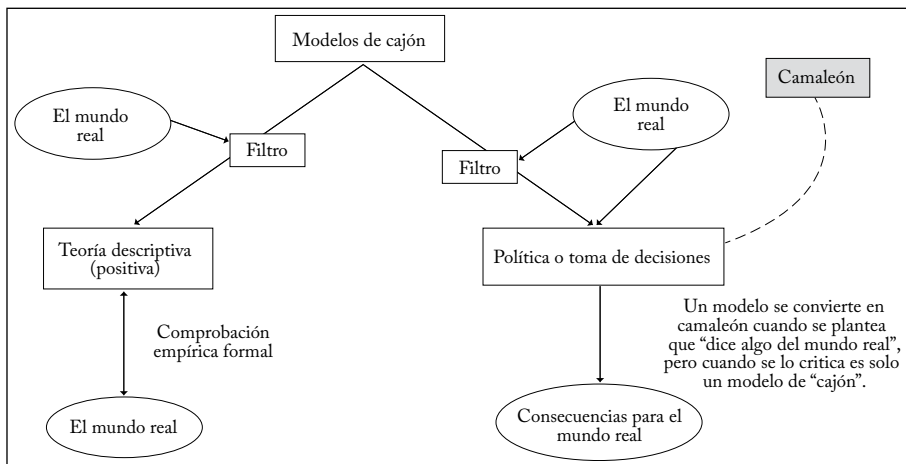 Modelos de cajón
Camaleón
El mundo
real
El mundo
real
Filtro
Filtro
Teoría descriptiva
(positiva)
Política o toma de decisiones
Comprobación
empírica formal
Un modelo se convierte en
camaleón cuando se plantea
que “dice algo del mundo real”,
pero cuando se lo critica es solo
un modelo de “cajón”.
El mundo real
Consecuencias para el
mundo real